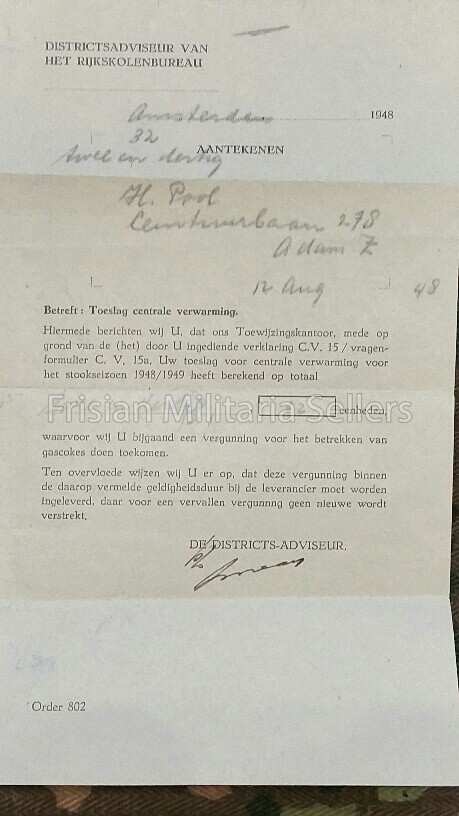 DISTRICTSADVISEUR VAN
HET RIJKSKOLENBUREAU
Amsterdam 1948
32
twee en dertig
AANTEKENEN
H. Pool
Ceintuurbaan 278
Adam Z
12 Aug 48
Betreft: Toeslag centrale verwarming.
Hiermede berichten wij U, dat ons Toewijzingskantoor, mede op
grond van de (het) door U ingediende verklaring C.V. 15 / vragen-
formulier C. V. 15a, Uw toeslag voor centrale verwarming voor
het stookseizoen 1948/1949 heeft berekend op totaal
Frisian Militaria Sellers
eenheden,
waarvoor wij U bijgaand een vergunning voor het betrekken van
gascokes doen toekomen.
Ten overvloede wijzen wij U er op, dat deze vergunning binnen
de daarop vermelde geldigheidsduur bij de leverancier moet worden
ingeleverd, daar voor een vervallen vergunnng geen nieuwe wordt
verstrekt.
DE DISTRICTS-ADVISEUR,
Order 802